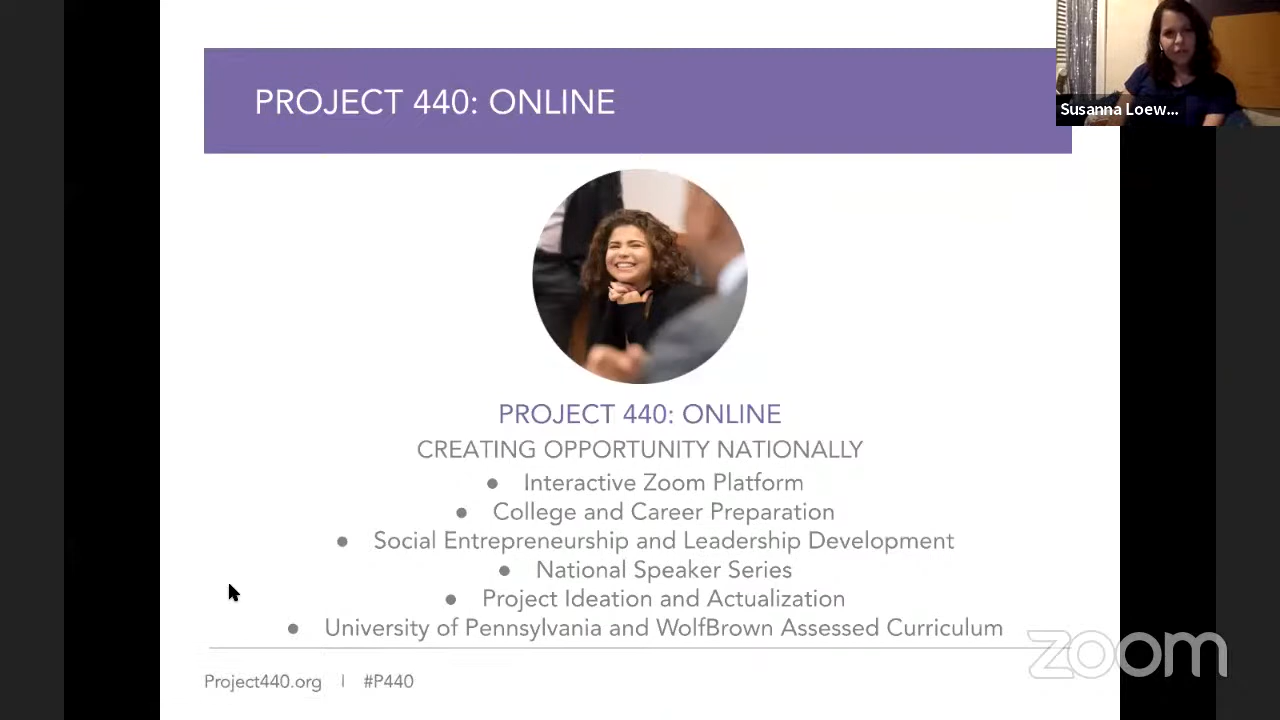 PROJECT 440: ONLINE
Susanna Loew...
PROJECT 440: ONLINE
CREATING OPPORTUNITY NATIONALLY
● Interactive Zoom Platform
● College and Career Preparation
● Social Entrepreneurship and Leadership Development
● National Speaker Series
● Project Ideation and Actualization
● University of Pennsylvania and WolfBrown Assessed Curriculum
zoom
Project440.org | #P440